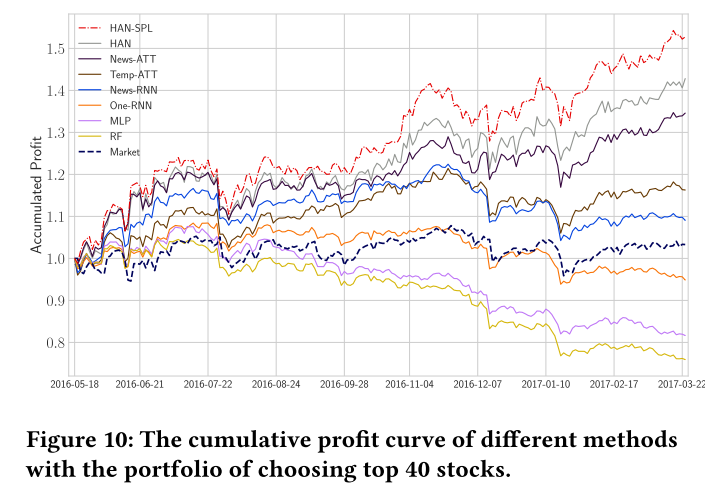 HAN-SPL
HAN
News-ATT
Temp-ATT
News-RNN
One-RNN
MLP
RF
Market
Accumulated Profit
1.5
1.4
1.3
1.2
1.1
1.0
0.9
0.8
2016-05-18 2016-06-21 2016-07-22 2016-08-24 2016-09-28 2016-11-04 2016-12-07 2017-01-10 2017-02-17 2017-03-22
Figure 10: The cumulative profit curve of different methods
with the portfolio of choosing top 40 stocks.